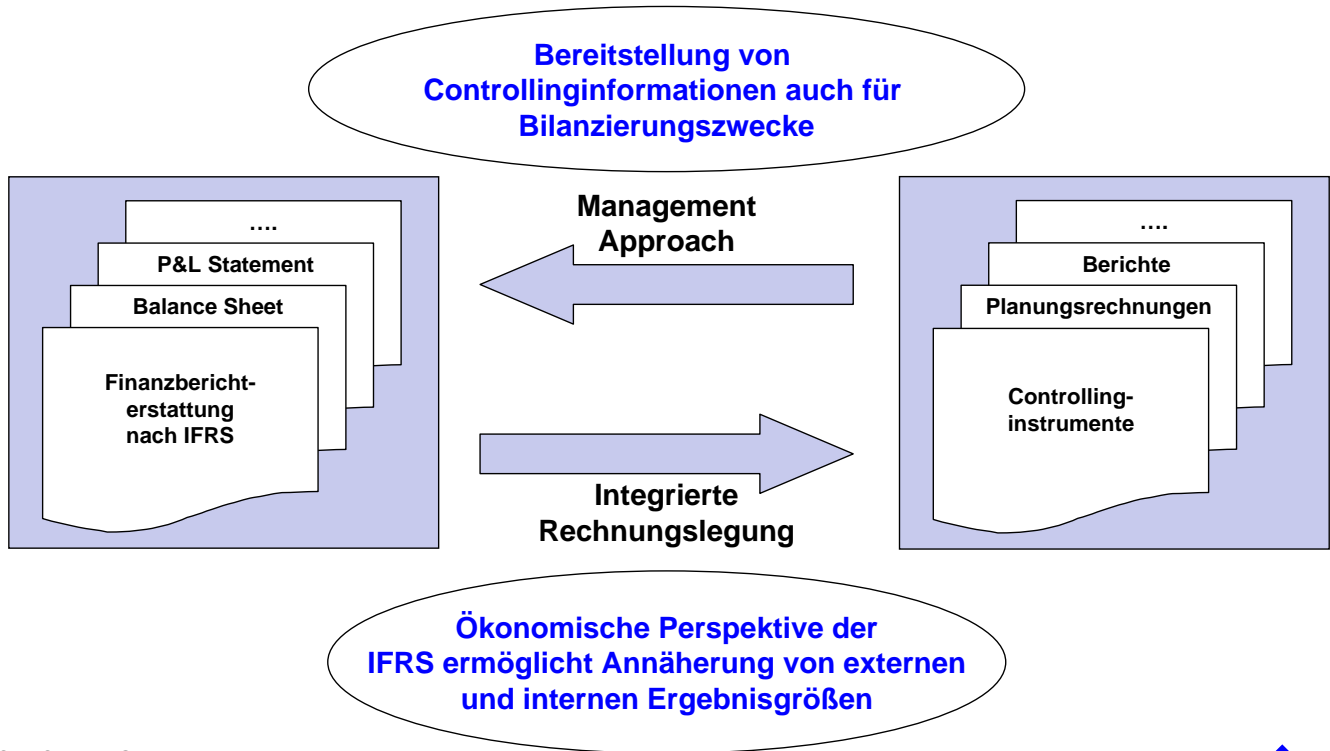 Bereitstellung von
Controllinginformationen auch für
Bilanzierungszwecke
….
P&L Statement
Balance Sheet
Finanzbericht-
erstattung
nach IFRS
Management
Approach
Integrierte
Rechnungslegung
….
Berichte
Planungsrechnungen
Controlling-
instrumente
Ökonomische Perspektive der
IFRS ermöglicht Annäherung von externen
und internen Ergebnisgrößen